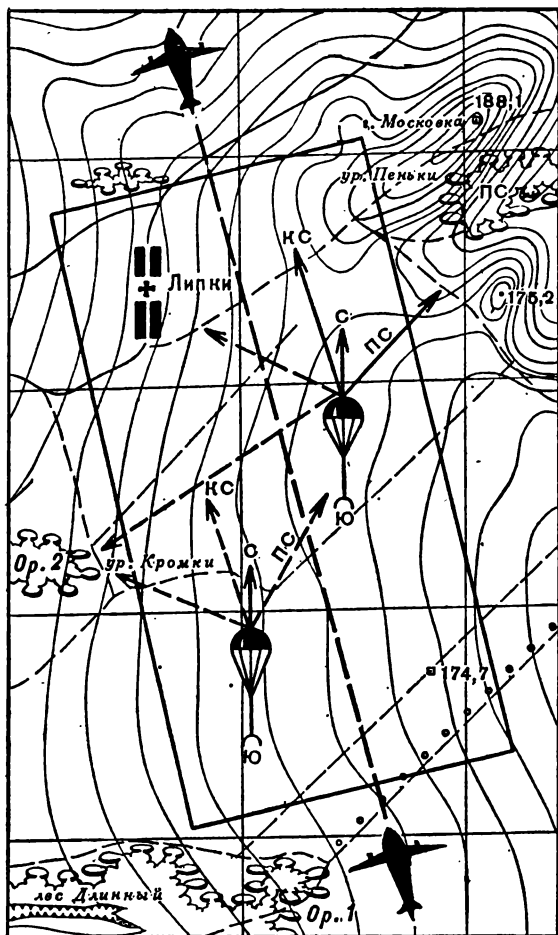 188,1
г. Московка
ур. Пеньки
ПС
КС
Липки
175,2
С
ПС
Ю
КС
ПС
С
Ор. 2
ур. Кромки
174,7
Ю
лес Длинный
Ор. 1